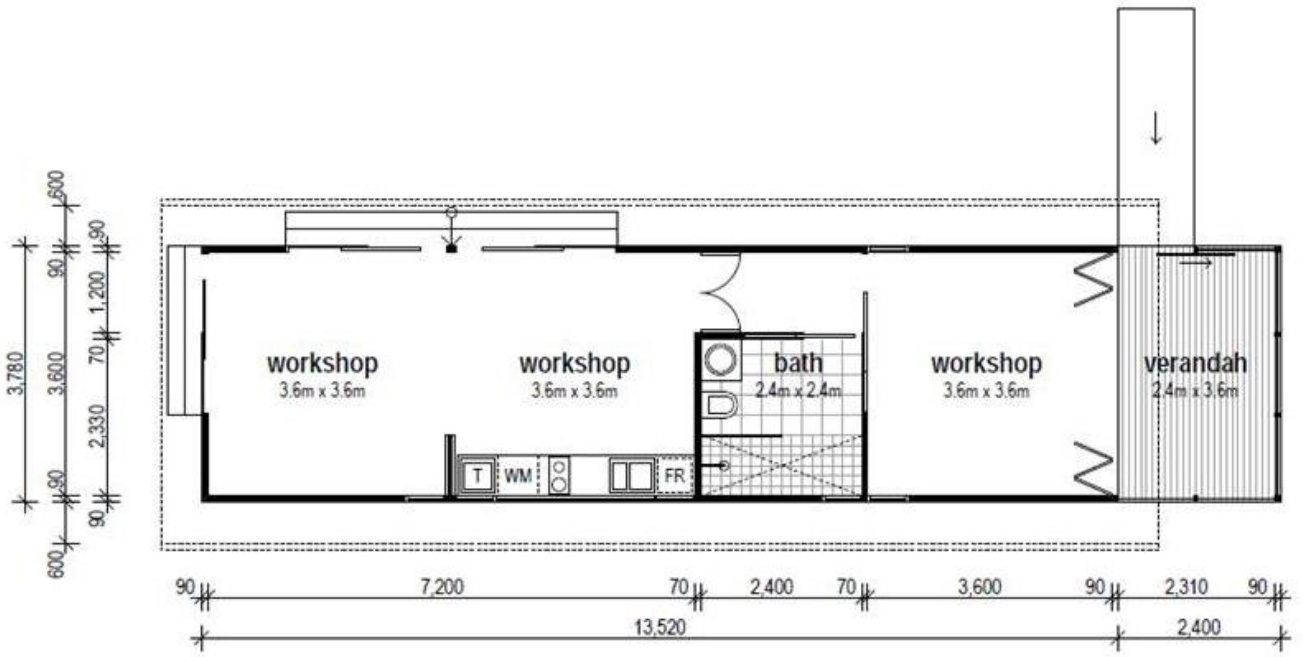 workshop
3.6m x 3.6m
workshop
3.6m x 3.6m
bath
2.4m x 2.4m
workshop
3.6m x 3.6m
verandah
2.4m x 3.6m
T
WM
FR
3,780
600
90
3,600
90
600
90
1,200
70
2,330
90
90
7,200
70
2,400
70
3,600
90
2,310
90
13,520
2,400